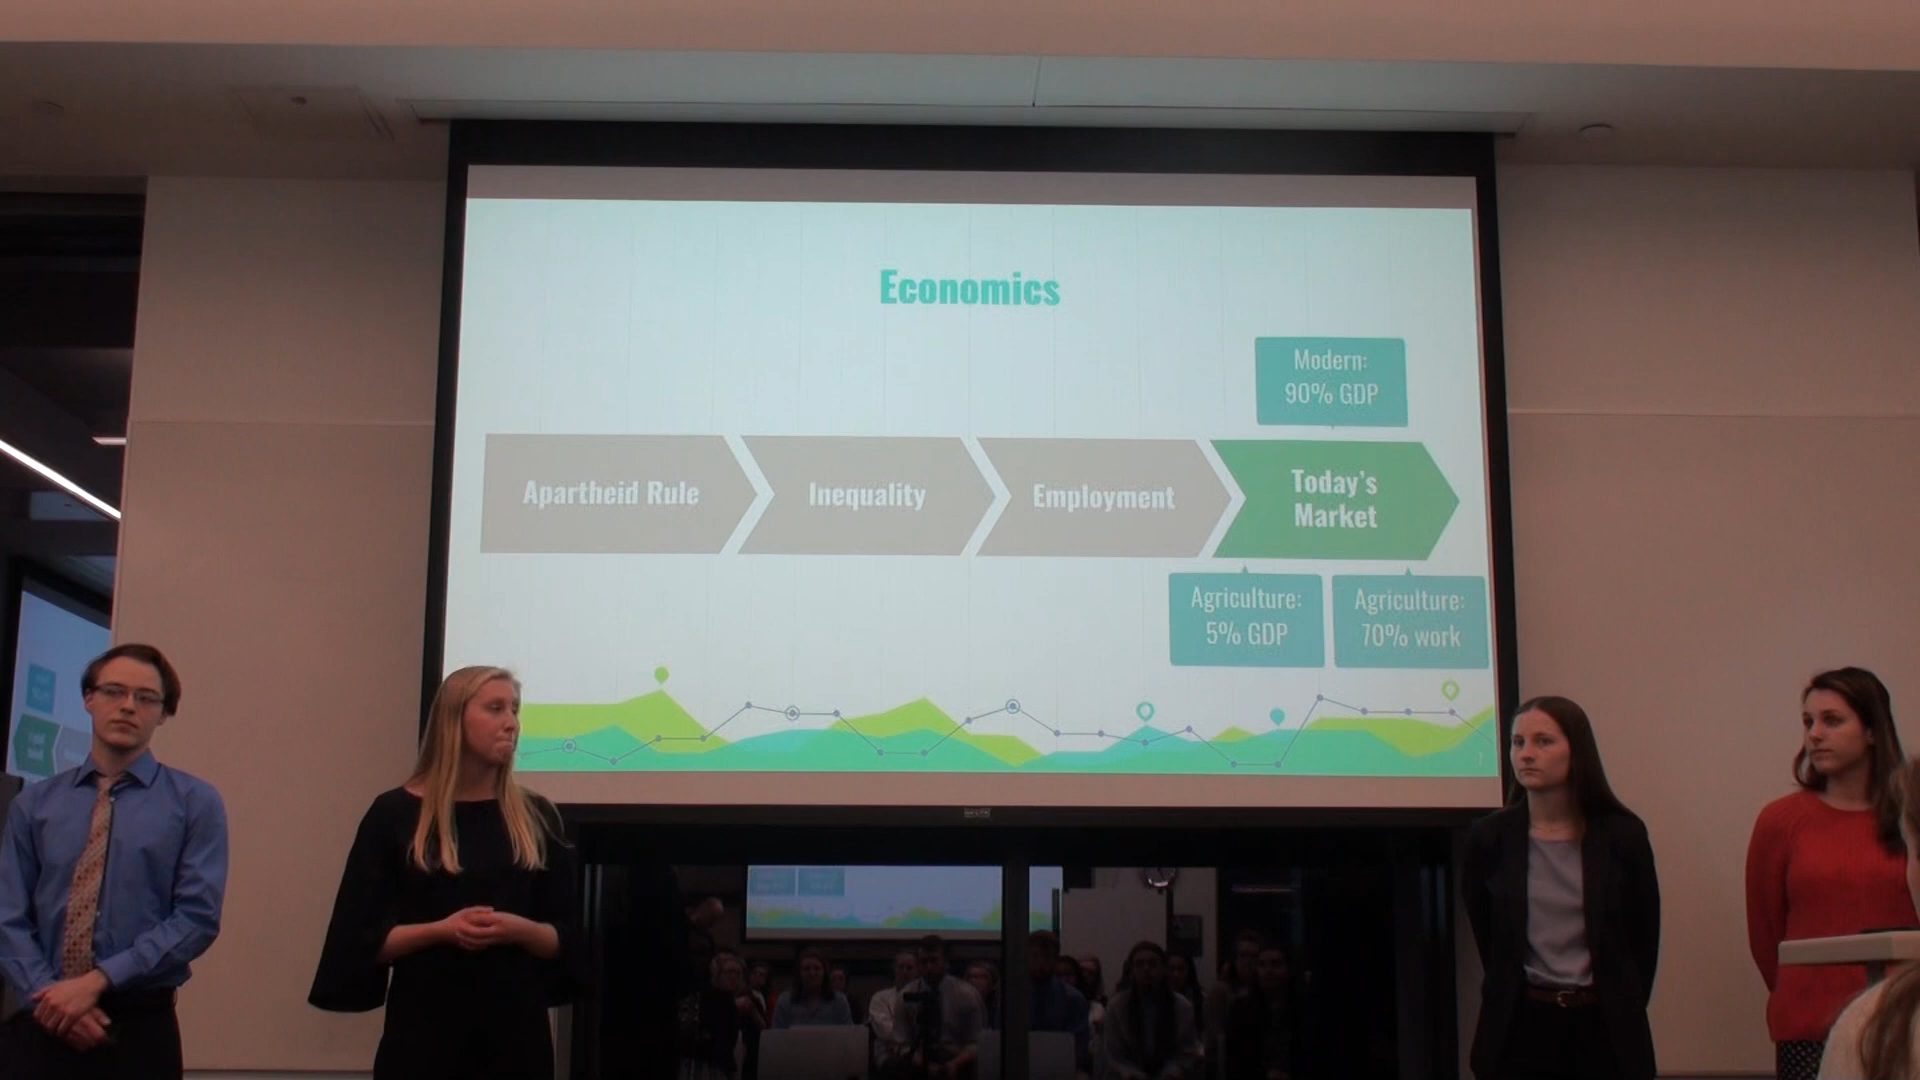 Economics
Modern:
90% GDP
Apartheid Rule
Inequality
Employment
Today's
Market
Agriculture:
5% GDP
Agriculture:
70% work